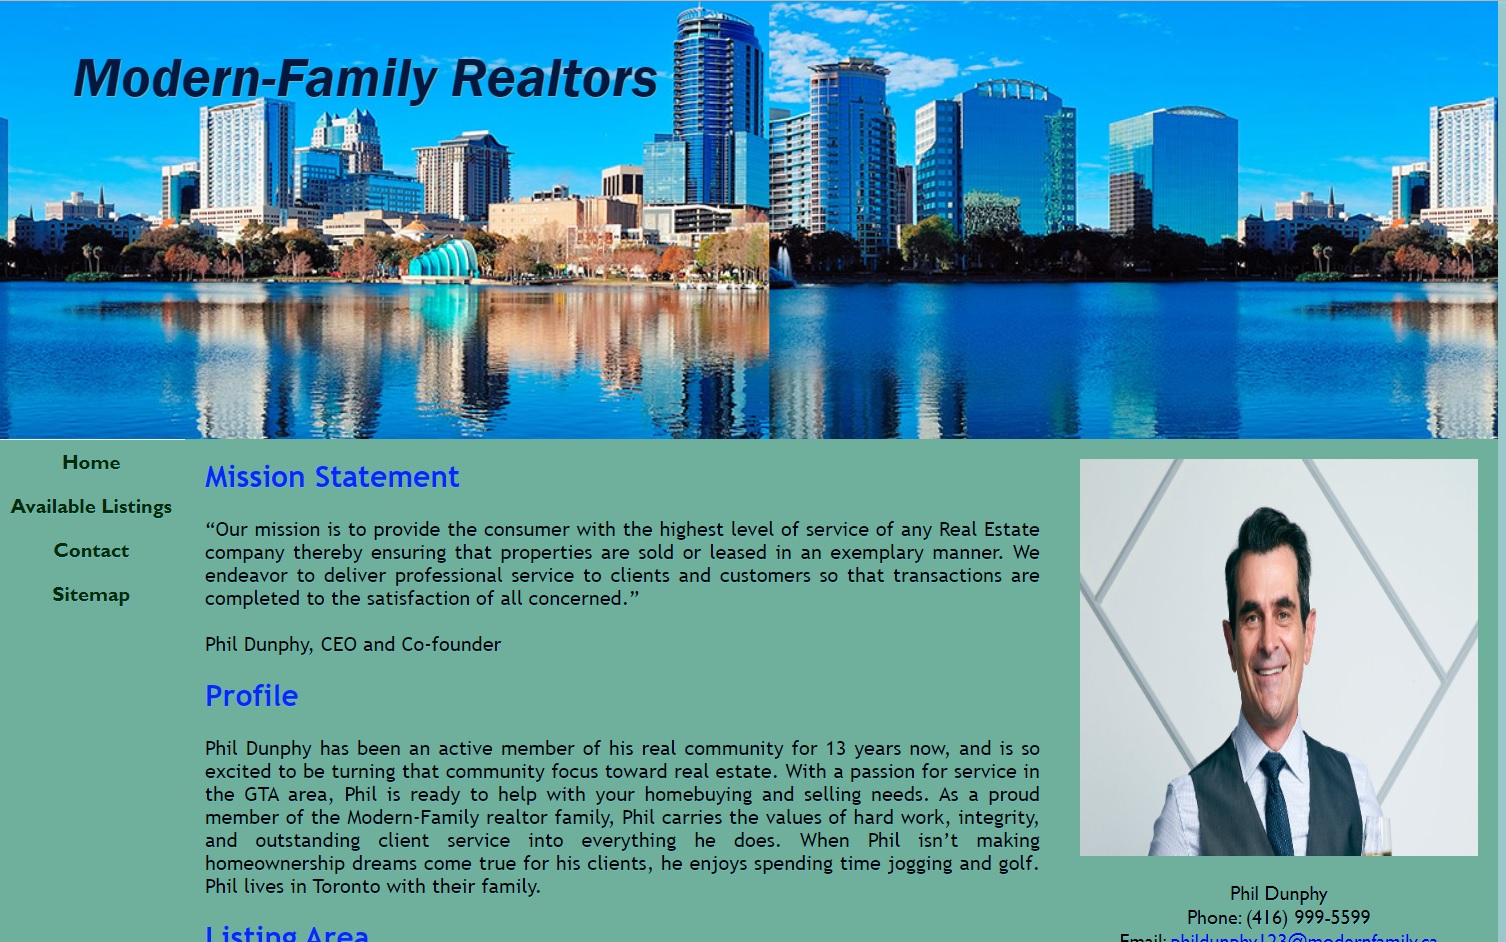 Modern-Family Realtors
Home
Available Listings
Contact
Sitemap
Mission Statement
“Our mission is to provide the consumer with the highest level of service of any Real Estate
company thereby ensuring that properties are sold or leased in an exemplary manner. We
endeavor to deliver professional service to clients and customers so that transactions are
completed to the satisfaction of all concerned.”
Phil Dunphy, CEO and Co-founder
Profile
Phil Dunphy has been an active member of his real community for 13 years now, and is so
excited to be turning that community focus toward real estate. With a passion for service in
the GTA area, Phil is ready to help with your homebuying and selling needs. As a proud
member of the Modern-Family realtor family, Phil carries the values of hard work, integrity,
and outstanding client service into everything he does. When Phil isn’t making
homeownership dreams come true for his clients, he enjoys spending time jogging and golf.
Phil lives in Toronto with their family.
Listing Area
Phil Dunphy
Phone: (416) 999-5599
Email: phildunphy123@modernfamily.ca